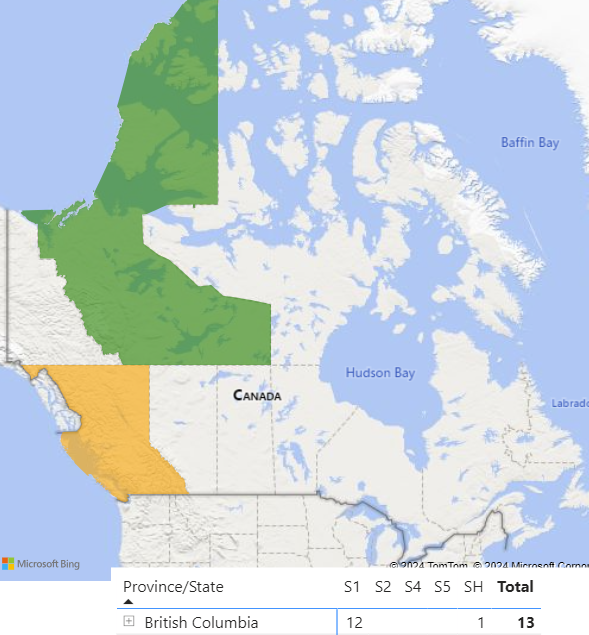 Baffin Bay
Hudson Bay
CANADA
Labrado
Microsoft Bing
© 2024 TomTom, © 2024 Microsoft Corpor
Province/State S1 S2 S4 S5 SH Total
British Columbia 12 1 13